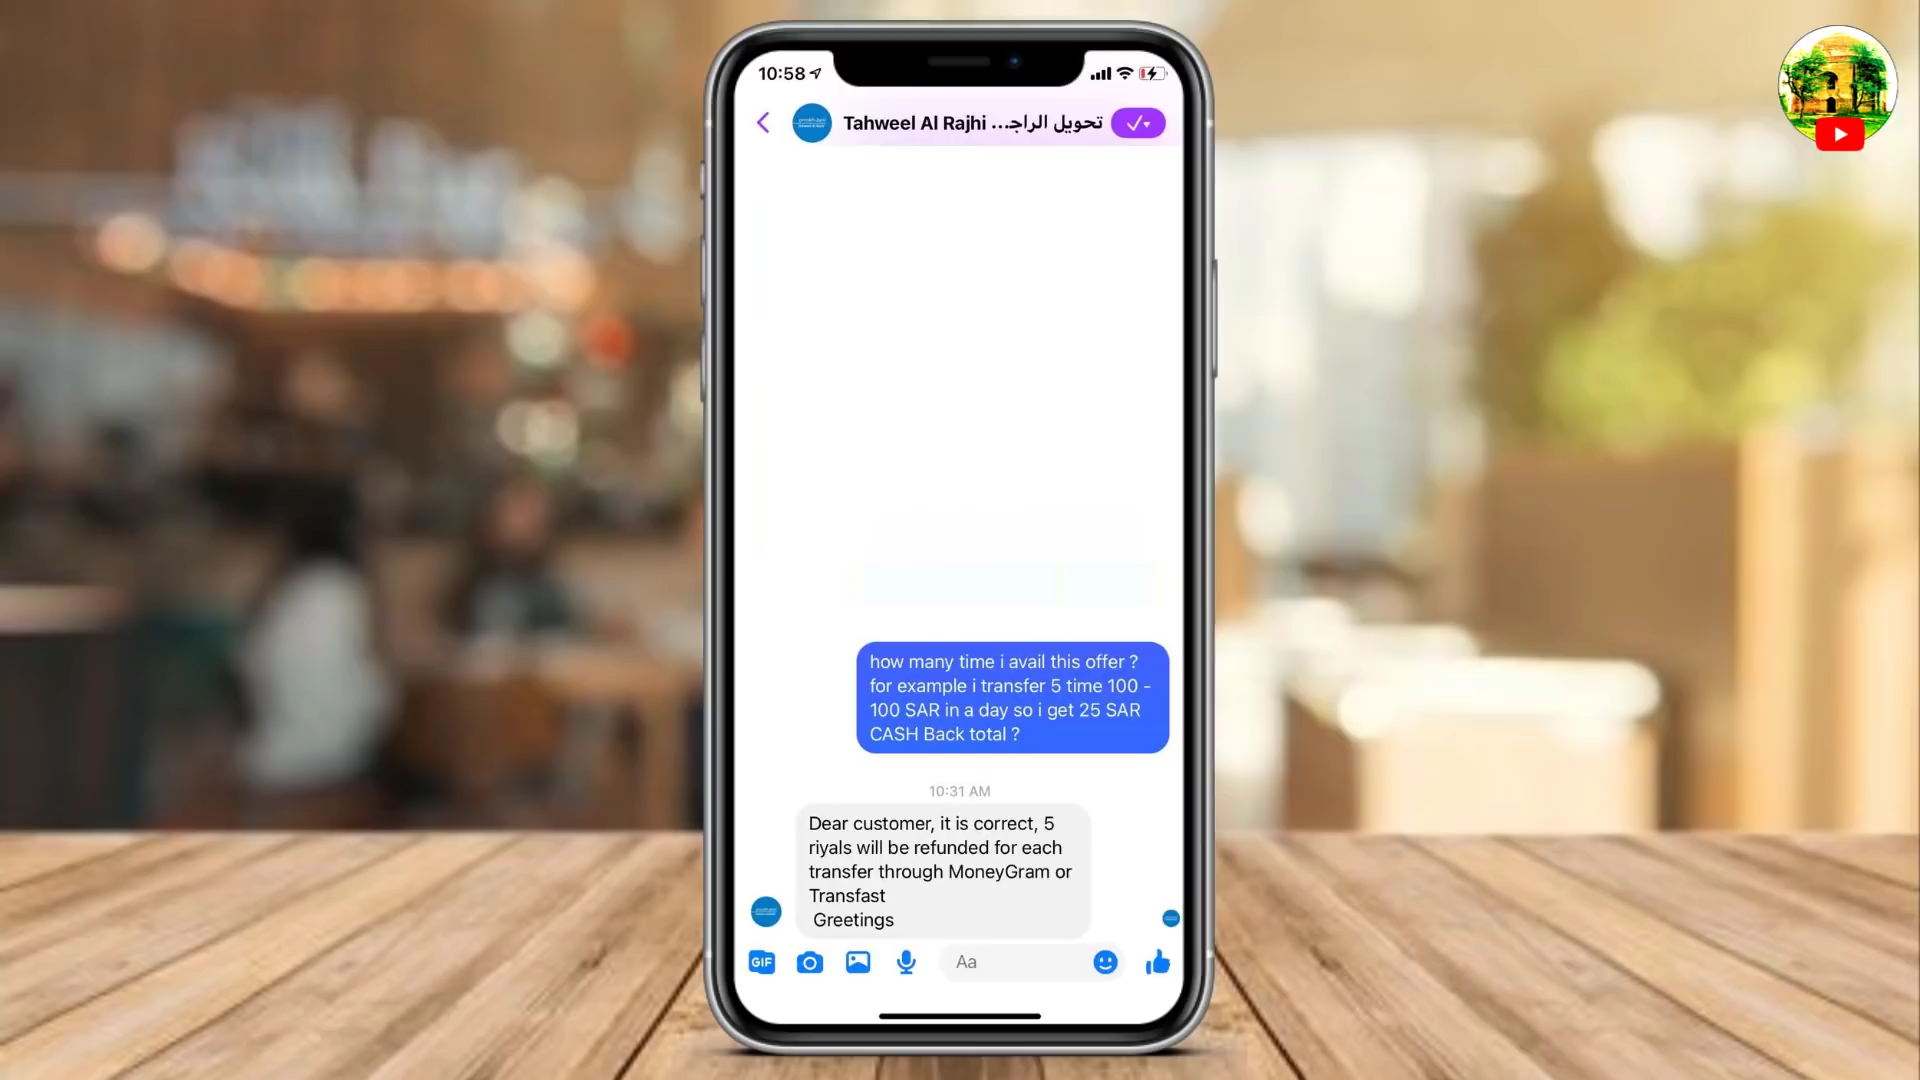 10:58
Tahweel Al Rajhi ...تحويل الراجـ
how many time i avail this offer ?
for example i transfer 5 time 100 -
100 SAR in a day so i get 25 SAR
CASH Back total ?
10:31 AM
Dear customer, it is correct, 5
riyals will be refunded for each
transfer through MoneyGram or
Transfast
Greetings
GIF
Aa